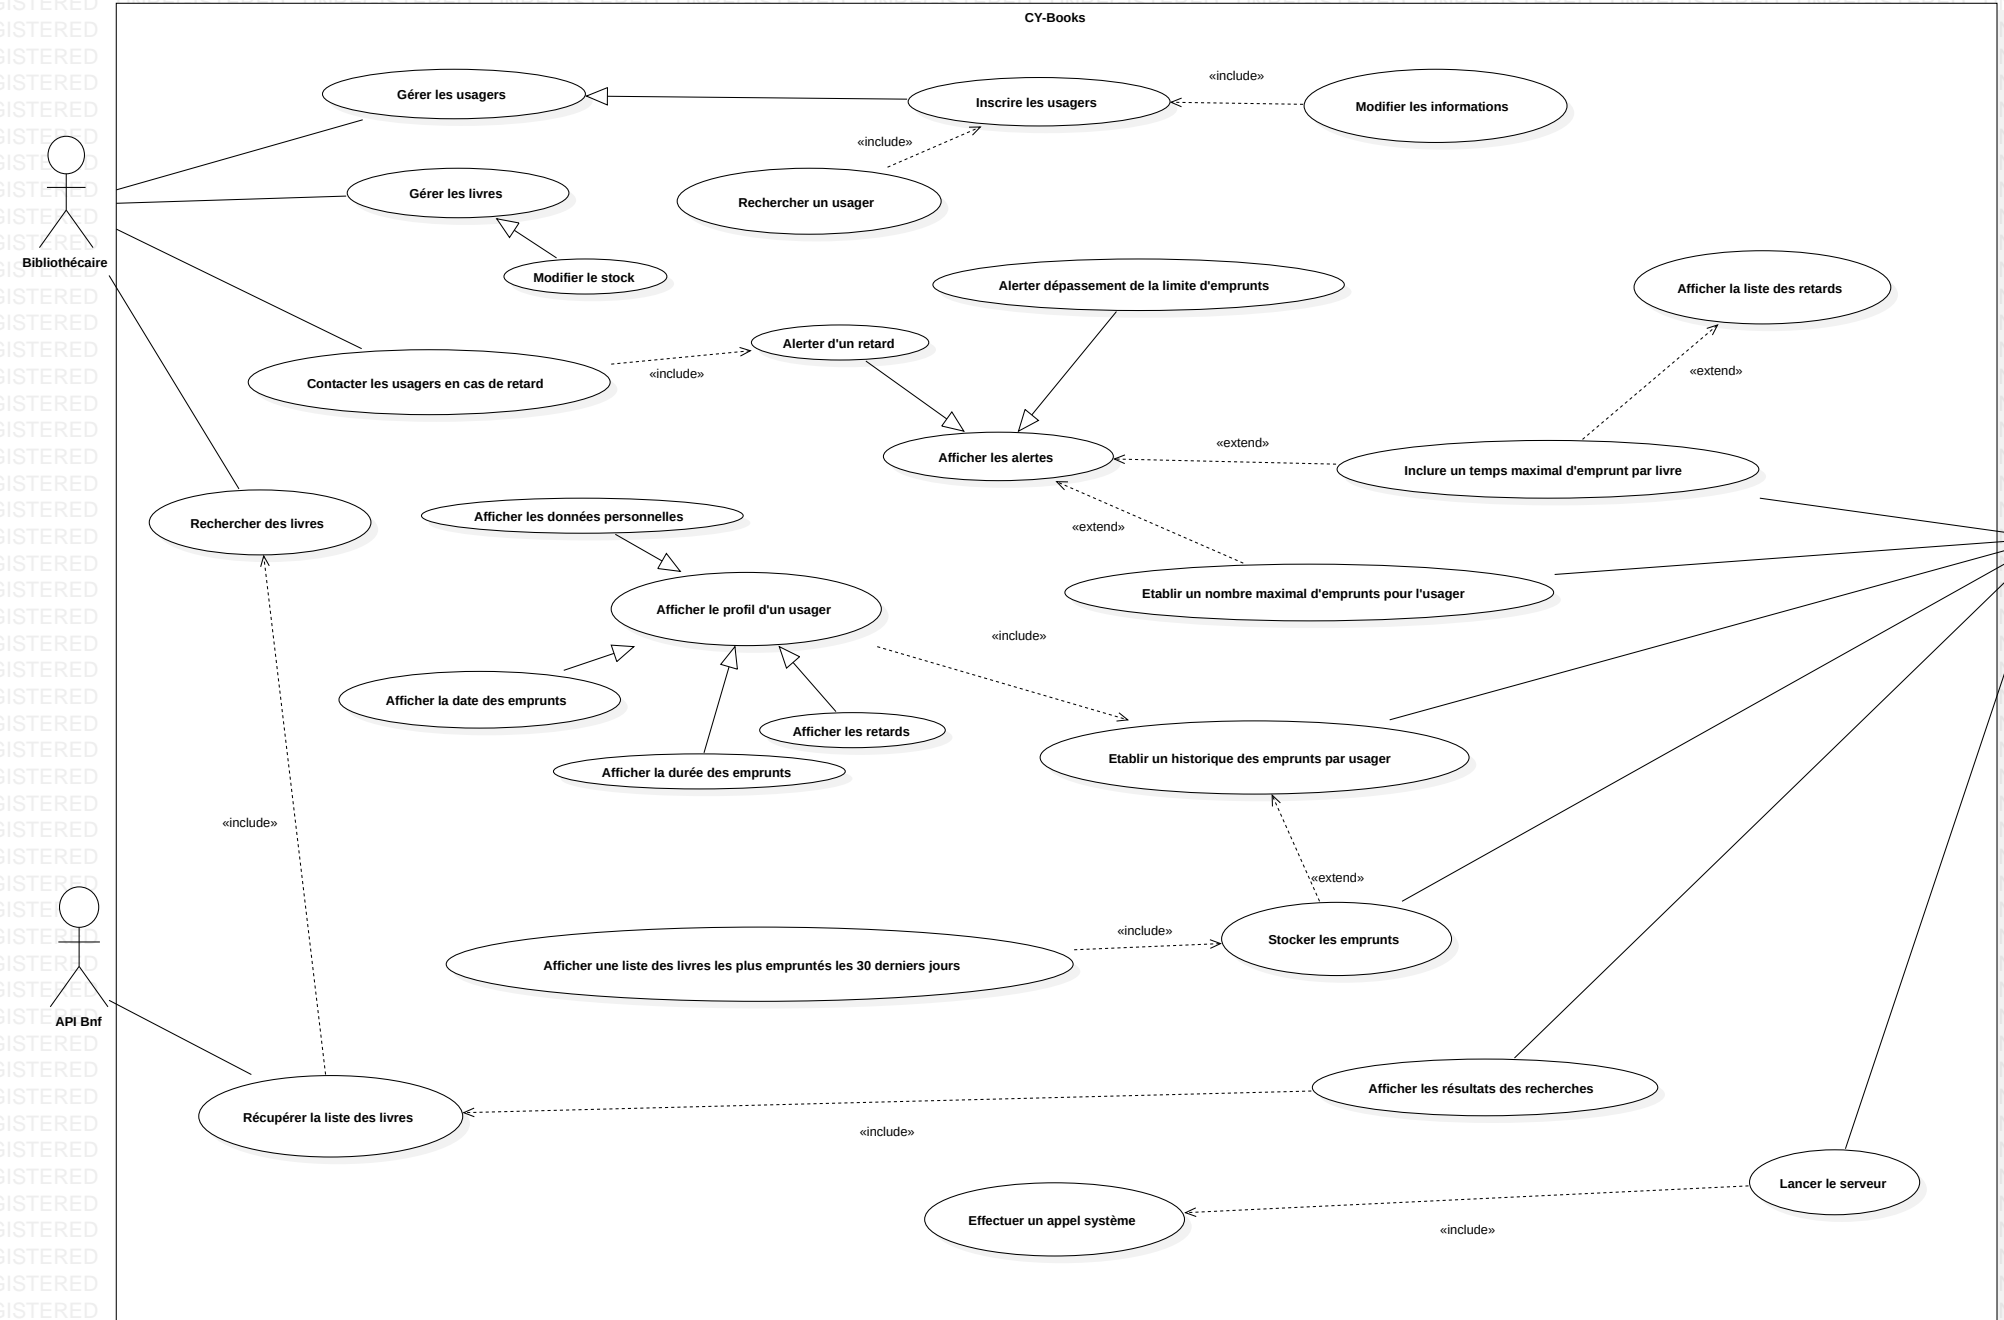 CY-Books
«include»
Gérer les usagers
Inscrire les usagers
Modifier les informations
«include»
Gérer les livres
Rechercher un usager
Bibliothécaire
Modifier le stock
Alerter dépassement de la limite d'emprunts
Afficher la liste des retards
Alerter d'un retard
«include»
«extend»
Contacter les usagers en cas de retard
«extend»
Afficher les alertes
Inclure un temps maximal d'emprunt par livre
Rechercher des livres
Afficher les données personnelles
«extend»
Etablir un nombre maximal d'emprunts pour l'usager
Afficher le profil d'un usager
«include»
Afficher la date des emprunts
Afficher les retards
Afficher la durée des emprunts
Etablir un historique des emprunts par usager
«include»
«extend»
«include»
Stocker les emprunts
Afficher une liste des livres les plus empruntés les 30 derniers jours
API Bnf
Afficher les résultats des recherches
Récupérer la liste des livres
«include»
Lancer le serveur
Effectuer un appel système
«include»